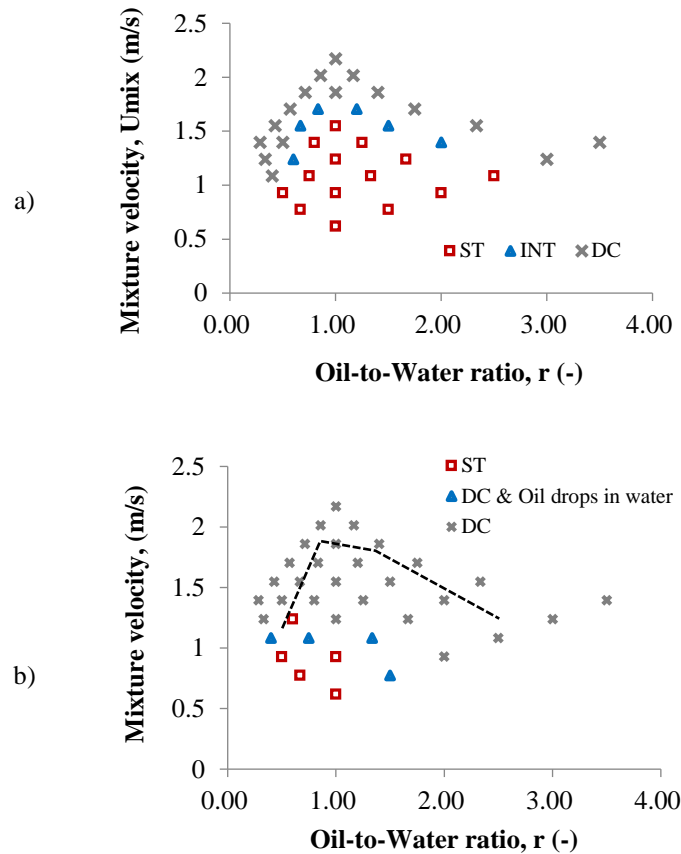 a)
Mixture velocity, Umix (m/s)
2.5
2
1.5
1
0.5
0
ST INT DC
0.00 1.00 2.00 3.00 4.00
Oil-to-Water ratio, r (-)
b)
Mixture velocity, (m/s)
2.5
2
1.5
1
0.5
0
ST
DC & Oil drops in water
DC
0.00 1.00 2.00 3.00 4.00
Oil-to-Water ratio, r (-)